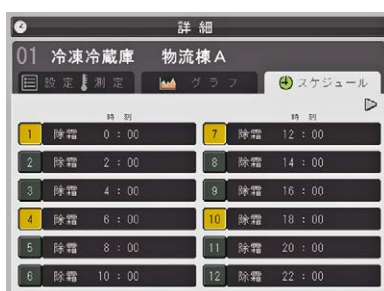 詳細
01 冷凍冷蔵庫 物流棟A
設定 測定 グラフ スケジュール
時刻 時刻
1 除霜 0 : 00 7 除霜 12 : 00
2 除霜 2 : 00 8 除霜 14 : 00
3 除霜 4 : 00 9 除霜 16 : 00
4 除霜 6 : 00 10 除霜 18 : 00
5 除霜 8 : 00 11 除霜 20 : 00
6 除霜 10 : 00 12 除霜 22 : 00